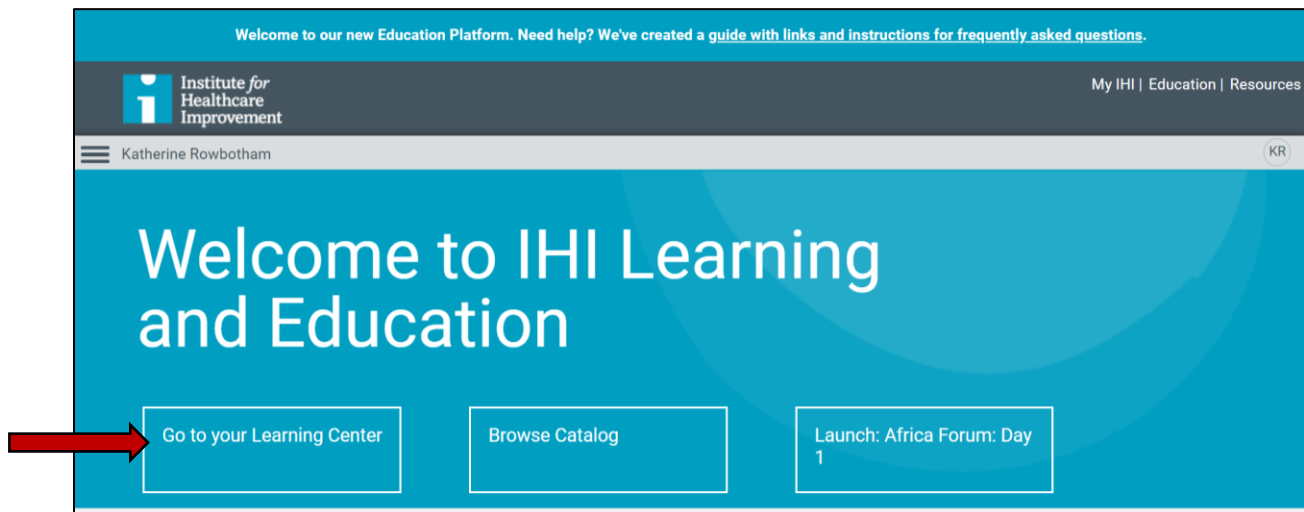 Welcome to our new Education Platform. Need help? We've created a guide with links and instructions for frequently asked questions.
Institute for
Healthcare
Improvement
My IHI | Education | Resources
Katherine Rowbotham
KR
Welcome to IHI Learning
and Education
Go to your Learning Center
Browse Catalog
Launch: Africa Forum: Day
1